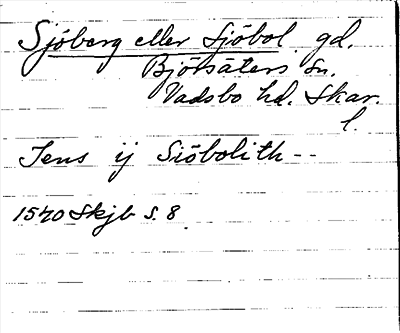 Sjöberg eller Sjöbol gd.
Björsäters sn.
Vadsbo hd. Skar.
l.
Jens ij Siöbolith--
1540 Skjb s. 8